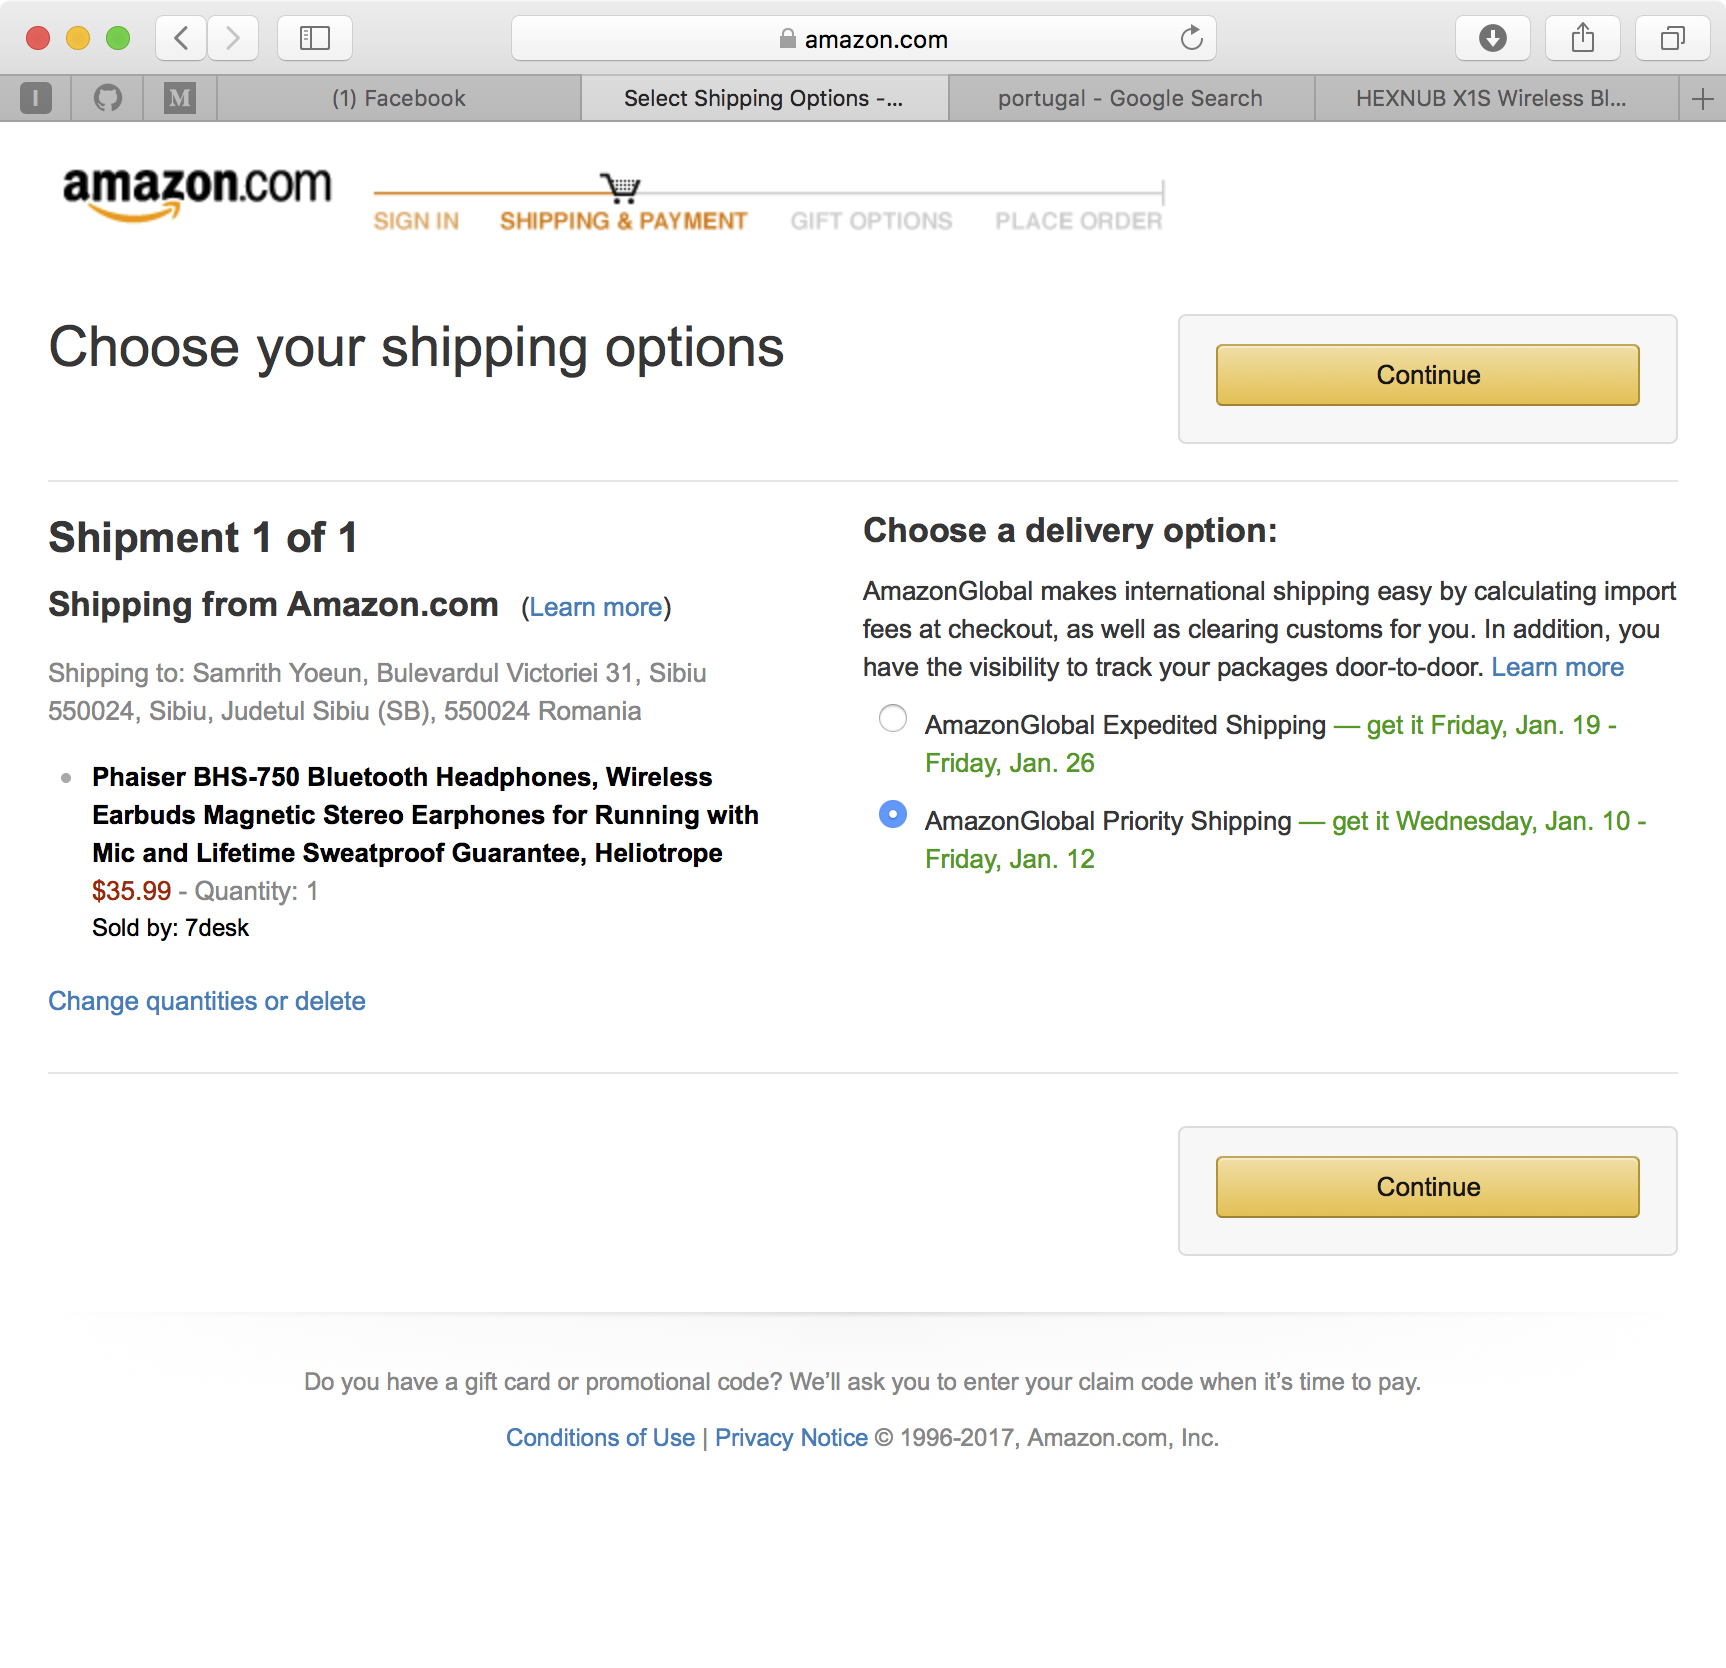 amazon.com
I
M
(1) Facebook
Select Shipping Options -...
portugal - Google Search
HEXNUB X1S Wireless Bl...
amazon.com
SIGN IN
SHIPPING & PAYMENT
GIFT OPTIONS
PLACE ORDER
Choose your shipping options
Continue
Shipment 1 of 1
Shipping from Amazon.com (Learn more)
Shipping to: Samrith Yoeun, Bulevardul Victoriei 31, Sibiu
550024, Sibiu, Judetul Sibiu (SB), 550024 Romania
Phaiser BHS-750 Bluetooth Headphones, Wireless
Earbuds Magnetic Stereo Earphones for Running with
Mic and Lifetime Sweatproof Guarantee, Heliotrope
$35.99 - Quantity: 1
Sold by: 7desk
Change quantities or delete
Choose a delivery option:
AmazonGlobal makes international shipping easy by calculating import
fees at checkout, as well as clearing customs for you. In addition, you
have the visibility to track your packages door-to-door. Learn more
AmazonGlobal Expedited Shipping — get it Friday, Jan. 19 -
Friday, Jan. 26
AmazonGlobal Priority Shipping — get it Wednesday, Jan. 10 -
Friday, Jan. 12
Continue
Do you have a gift card or promotional code? We’ll ask you to enter your claim code when it’s time to pay.
Conditions of Use | Privacy Notice © 1996-2017, Amazon.com, Inc.